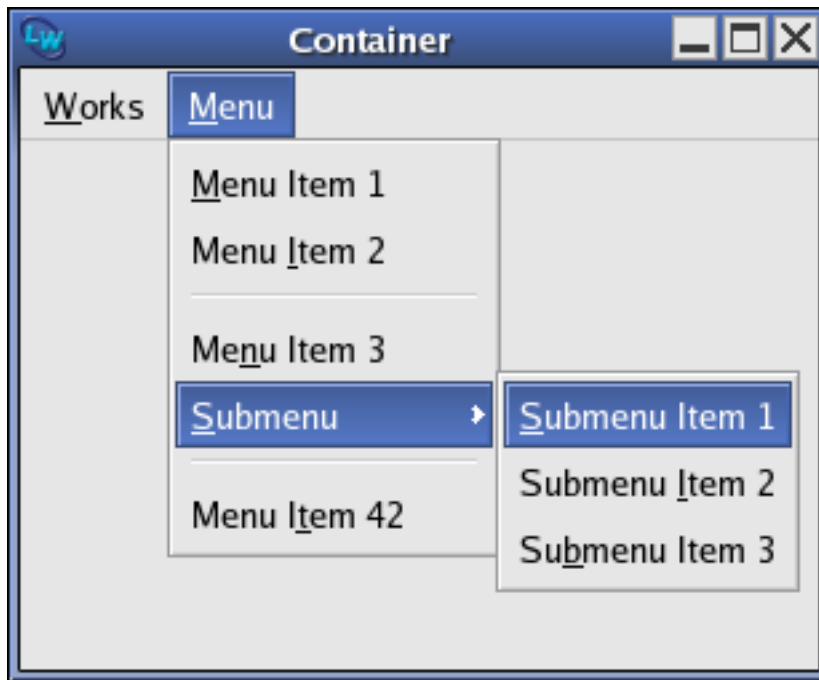 LW Container
Works Menu
Menu Item 1
Menu Item 2
Menu Item 3
Submenu
Submenu Item 1
Submenu Item 2
Submenu Item 3
Menu Item 42